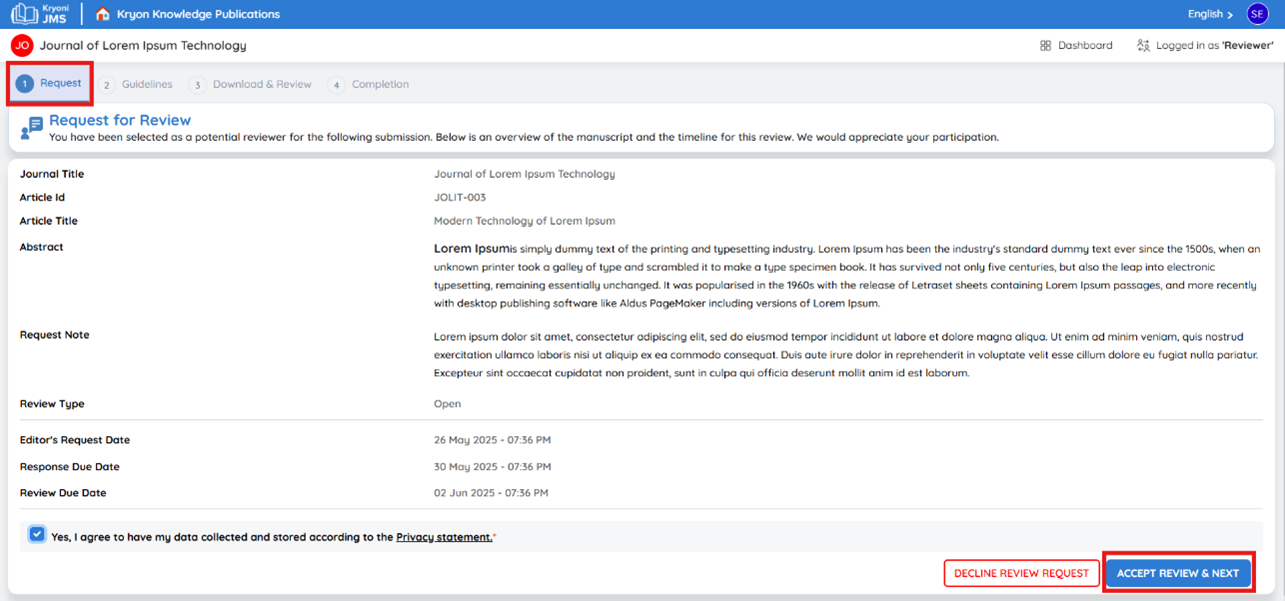 Kryoni
JMS
Kryon Knowledge Publications
English
SE
JO
Journal of Lorem Ipsum Technology
Dashboard
Logged in as 'Reviewer'
1 Request
2 Guidelines
3 Download & Review
4 Completion
Request for Review
You have been selected as a potential reviewer for the following submission. Below is an overview of the manuscript and the timeline for this review. We would appreciate your participation.
Journal Title Journal of Lorem Ipsum Technology
Article Id JOLIT-003
Article Title Modern Technology of Lorem Ipsum
Abstract Lorem Ipsumis simply dummy text of the printing and typesetting industry. Lorem Ipsum has been the industry's standard dummy text ever since the 1500s, when an
unknown printer took a galley of type and scrambled it to make a type specimen book. It has survived not only five centuries, but also the leap into electronic
typesetting, remaining essentially unchanged. It was popularised in the 1960s with the release of Letraset sheets containing Lorem Ipsum passages, and more recently
with desktop publishing software like Aldus PageMaker including versions of Lorem Ipsum.
Request Note Lorem ipsum dolor sit amet, consectetur adipiscing elit, sed do eiusmod tempor incididunt ut labore et dolore magna aliqua. Ut enim ad minim veniam, quis nostrud
exercitation ullamco laboris nisi ut aliquip ex ea commodo consequat. Duis aute irure dolor in reprehenderit in voluptate velit esse cillum dolore eu fugiat nulla pariatur.
Excepteur sint occaecat cupidatat non proident, sunt in culpa qui officia deserunt mollit anim id est laborum.
Review Type Open
Editor's Request Date 26 May 2025 - 07:36 PM
Response Due Date 30 May 2025 - 07:36 PM
Review Due Date 02 Jun 2025 - 07:36 PM
Yes, I agree to have my data collected and stored according to the Privacy statement.*
DECLINE REVIEW REQUEST
ACCEPT REVIEW & NEXT